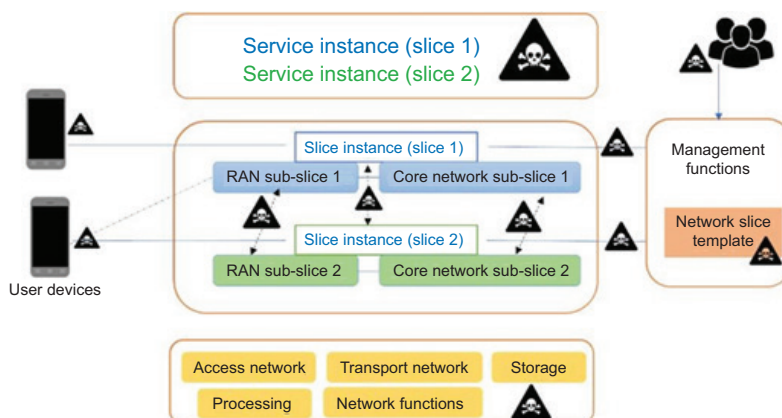 Service instance (slice 1)
Service instance (slice 2)
Slice instance (slice 1)
RAN sub-slice 1
Core network sub-slice 1
Slice instance (slice 2)
RAN sub-slice 2
Core network sub-slice 2
User devices
Management
functions
Network slice
template
Access network
Transport network
Storage
Processing
Network functions